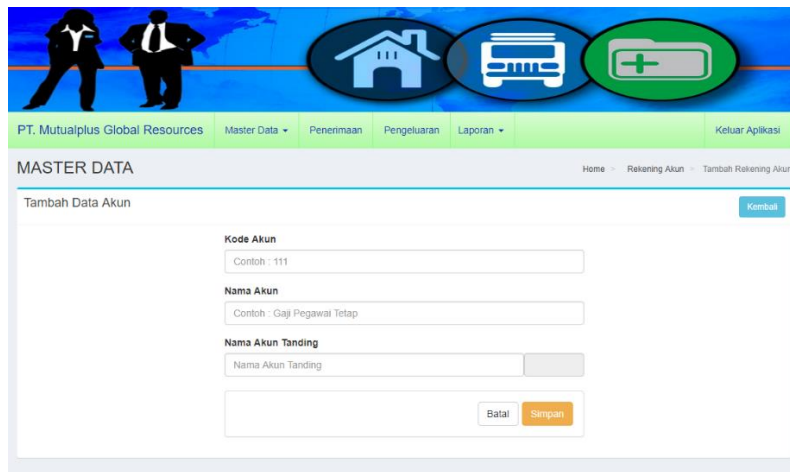 PT. Mutualplus Global Resources Master Data Penerimaan Pengeluaran Laporan Keluar Aplikasi
MASTER DATA
Home > Rekening Akun > Tambah Rekening Akun
Tambah Data Akun
Kembali
Kode Akun
Contoh : 111
Nama Akun
Contoh : Gaji Pegawai Tetap
Nama Akun Tanding
Nama Akun Tanding
Batal Simpan